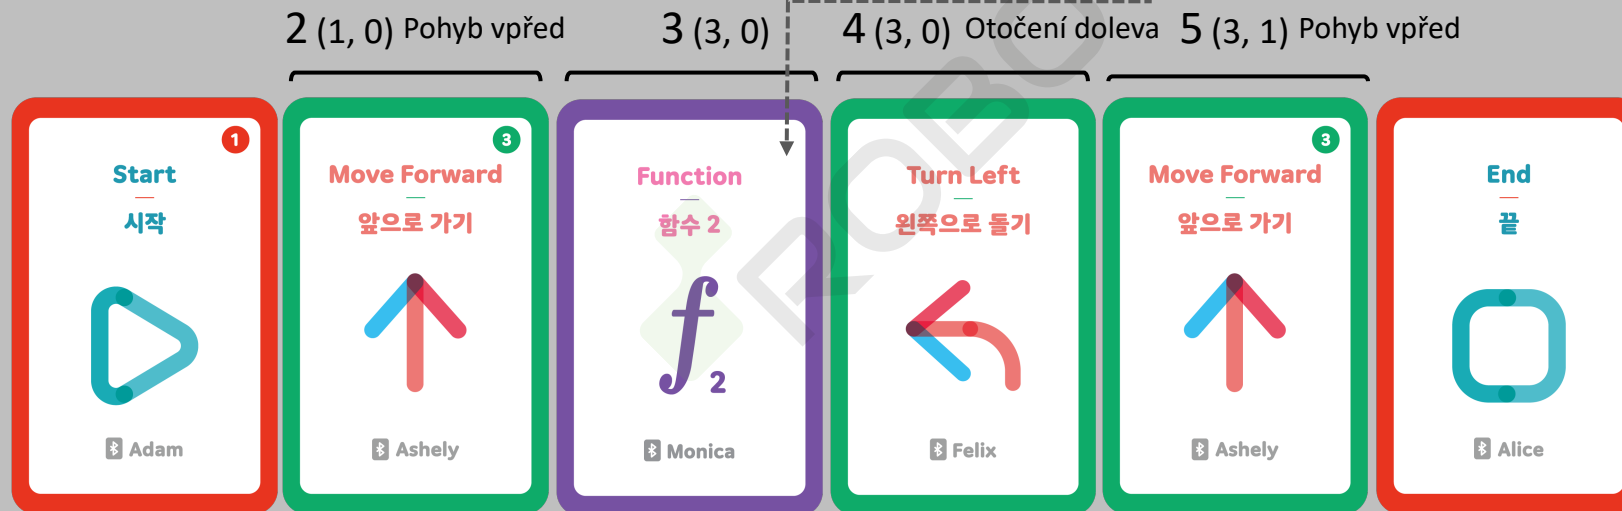 2 (1, 0) Pohyb vpřed
3 (3, 0)
4 (3, 0) Otočení doleva
5 (3, 1) Pohyb vpřed
1
Start
시작
Adam
3
Move Forward
앞으로 가기
Ashely
Function
함수 2
f2
Monica
Turn Left
왼쪽으로 돌기
Felix
3
Move Forward
앞으로 가기
Ashely
End
끝
Alice
ROBO